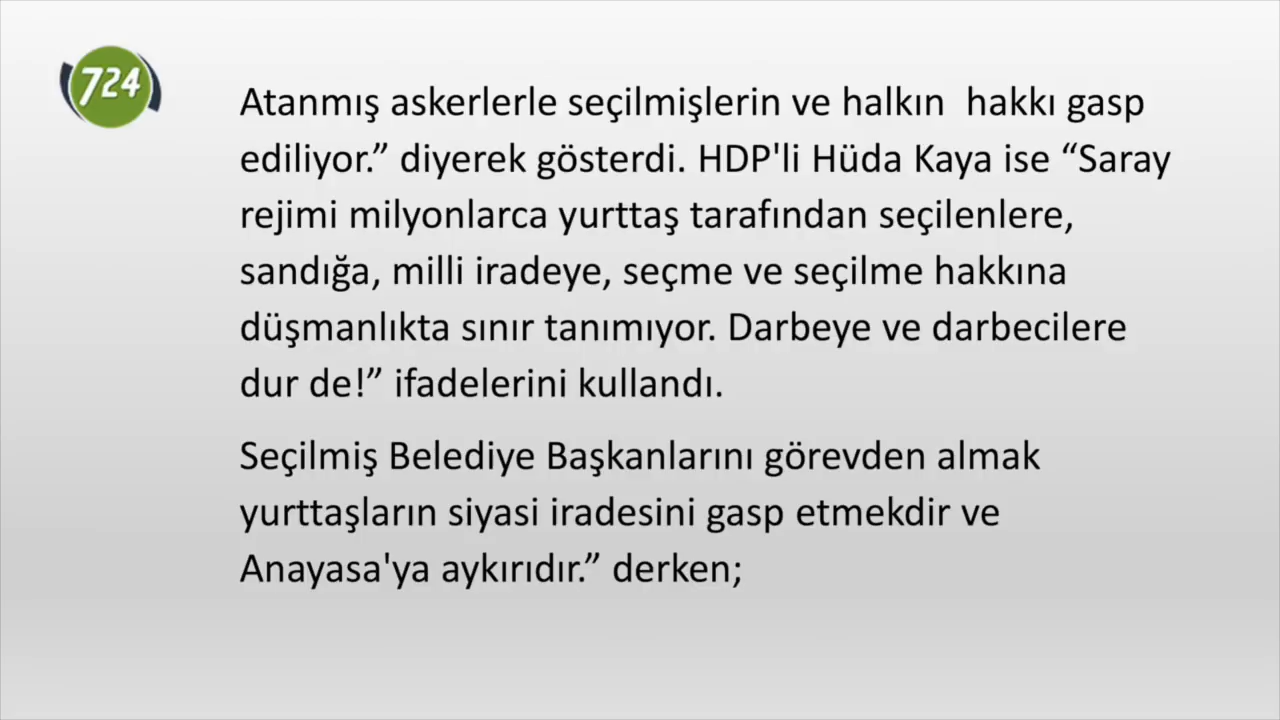 724
Atanmış askerlerle seçilmişlerin ve halkın  hakkı gasp
ediliyor.” diyerek gösterdi. HDP'li Hüda Kaya ise “Saray
rejimi milyonlarca yurttaş tarafından seçilenlere,
sandığa, milli iradeye, seçme ve seçilme hakkına
düşmanlıkta sınır tanımıyor. Darbeye ve darbecilere
dur de!” ifadelerini kullandı.
Seçilmiş Belediye Başkanlarını görevden almak
yurttaşların siyasi iradesini gasp etmekdir ve
Anayasa'ya aykırıdır.” derken;